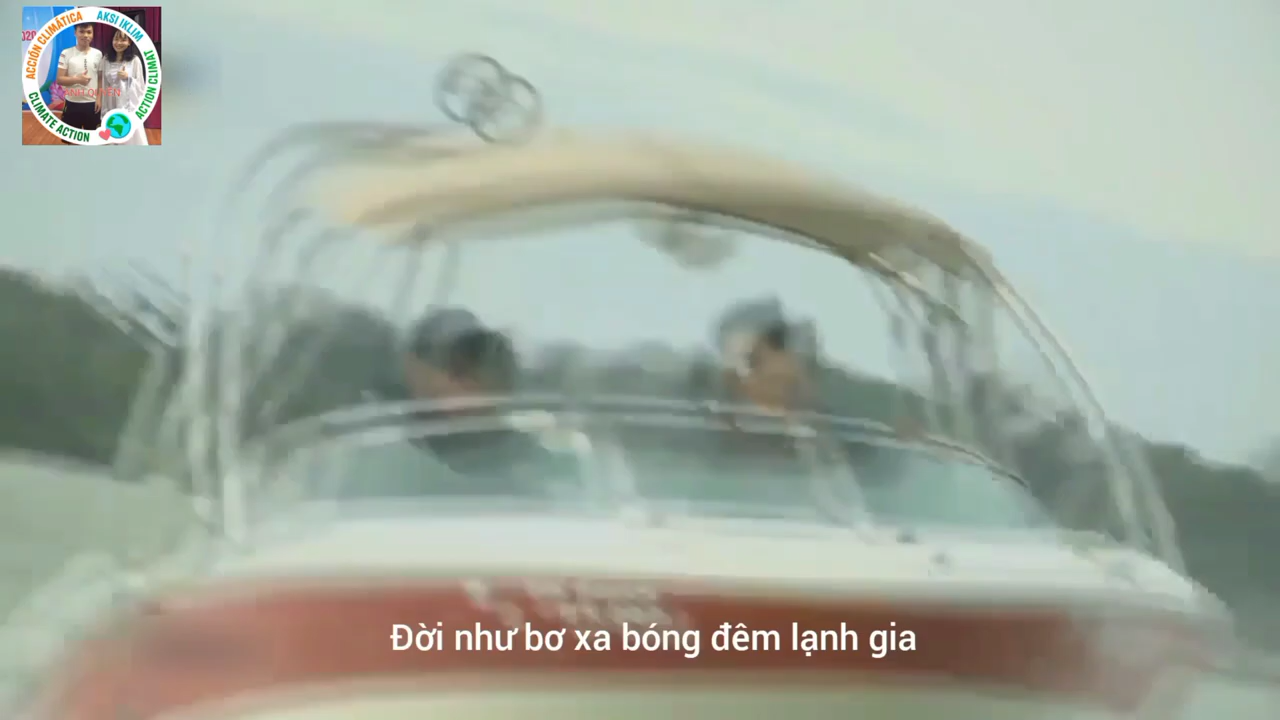 ACCIÓN CLIMÁTICA
AKSI IKLIM
ACTION CLIMAT
CLIMATE ACTION
Đời như bơ xa bóng đêm lạnh gia